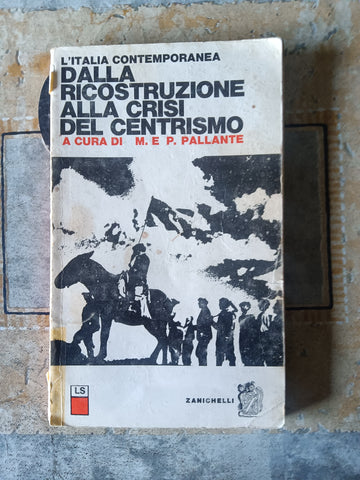 L'ITALIA CONTEMPORANEA
DALLA
RICOSTRUZIONE
ALLA CRISI
DEL CENTRISMO
A CURA DI M. E P. PALLANTE
LS
ZANICHELLI